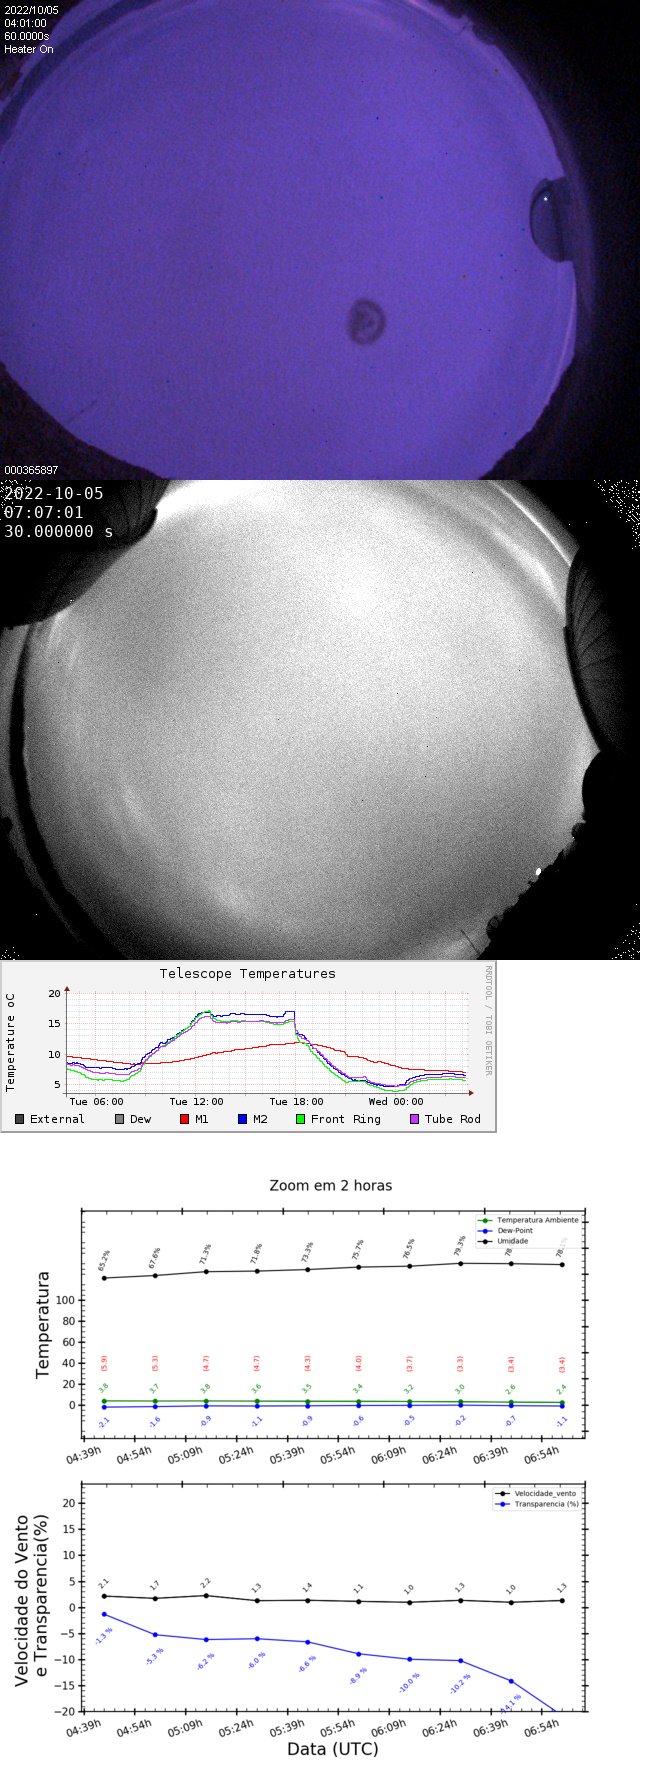 2022/10/05
04:01:00
60.0000s
Heater On
000365897
2022-10-05
07:07:01
30.000000 s
Telescope Temperatures
RRDTOOL / TOBI OETIKER
Temperature oC
20
15
10
5
Tue 06:00 Tue 12:00 Tue 18:00 Wed 00:00
External Dew M1 M2 Front Ring Tube Rod
Zoom em 2 horas
Temperatura Ambiente
Dew-Point
Umidade
65.2% 67.6% 71.3% 71.8% 73.3% 75.7% 76.5% 79.3% 78. 78.
Temperatura
100
80
60
40
20
0
(5.9) (5.3) (4.7) (4.7) (4.3) (4.0) (3.7) (3.3) (3.4) (3.4)
3.8 3.7 3.8 3.6 3.5 3.4 3.2 3.0 2.6 2.4
-2.1 -1.6 -0.9 -1.1 -0.9 -0.6 -0.5 -0.2 -0.7 -1.1
04:39h 04:54h 05:09h 05:24h 05:39h 05:54h 06:09h 06:24h 06:39h 06:54h
Velocidade_vento
Transparencia (%)
Velocidade do Vento
e Transparencia(%)
20
15
10
5
0
−5
−10
−15
−20
2.1 1.7 2.2 1.3 1.4 1.1 1.0 1.3 1.0 1.3
-1.3 % -5.3 % -6.2 % -6.0 % -6.6 % -8.9 % -10.0 % -10.2 % -14.1 %
04:39h 04:54h 05:09h 05:24h 05:39h 05:54h 06:09h 06:24h 06:39h 06:54h
Data (UTC)